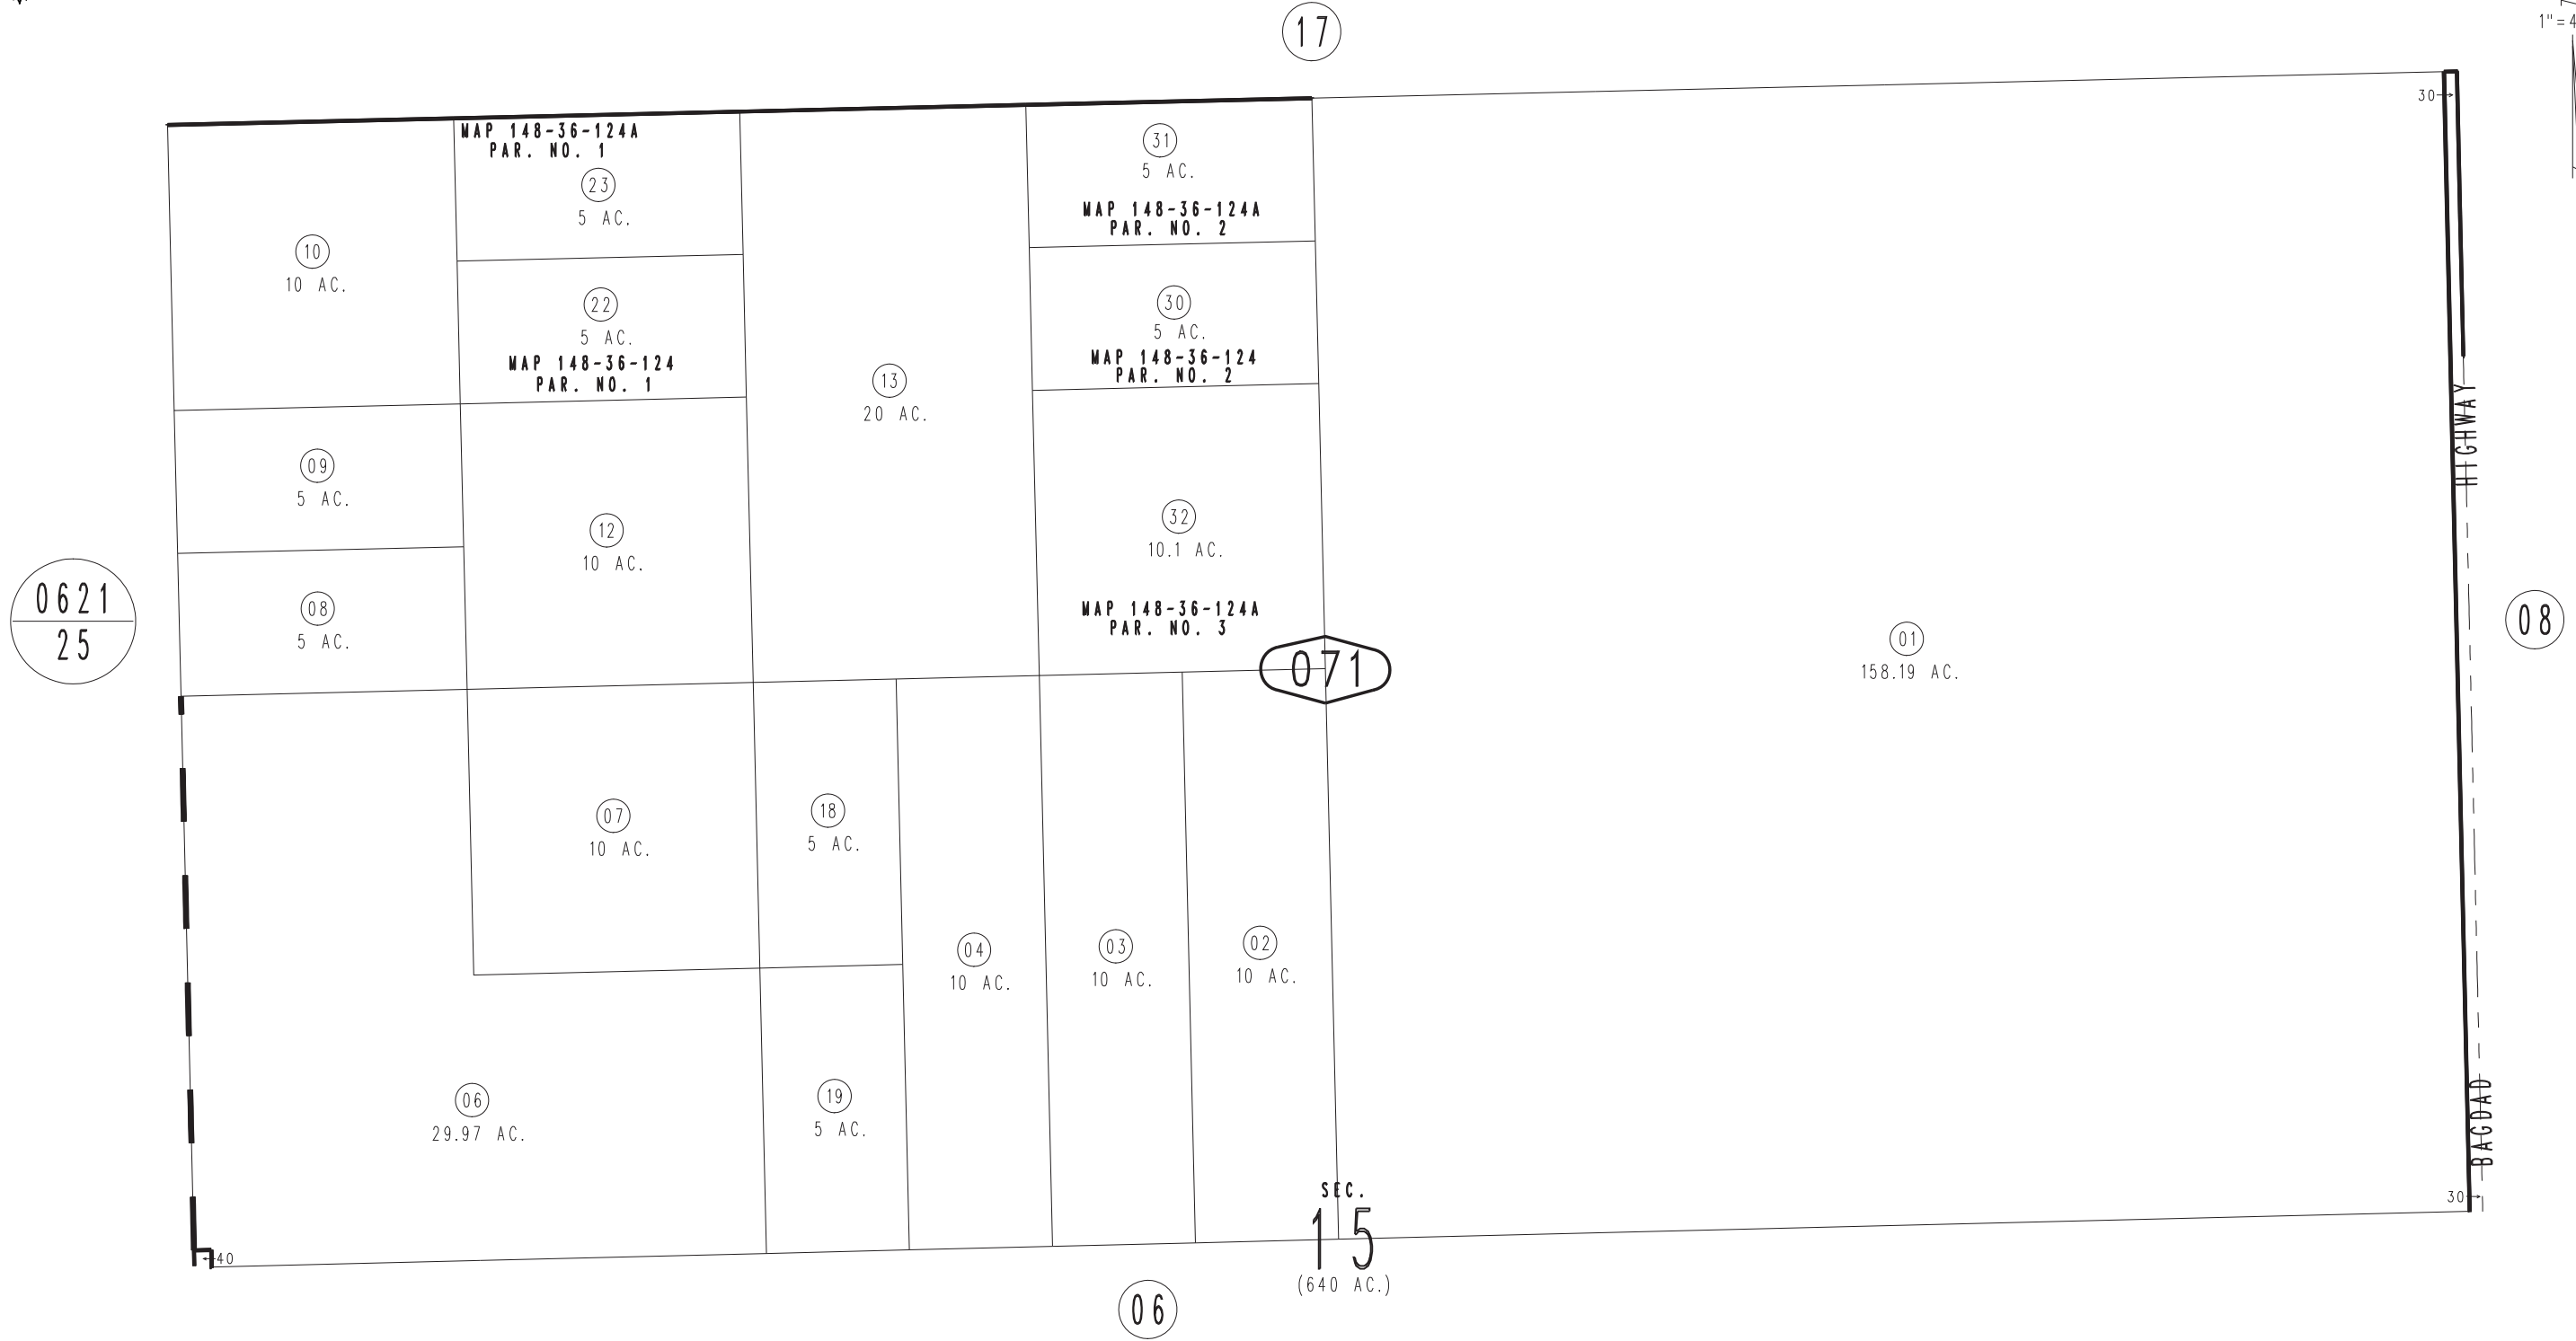 17
1"=4
30
MAP 148-36-124A
PAR. NO. 1
23
5 AC.
31
5 AC.
MAP 148-36-124A
PAR. NO. 2
10
10 AC.
22
5 AC.
MAP 148-36-124
PAR. NO. 1
30
5 AC.
MAP 148-36-124
PAR. NO. 2
13
20 AC.
HIGHWAY
09
5 AC.
12
10 AC.
32
10.1 AC.
MAP 148-36-124A
PAR. NO. 3
0621
25
08
5 AC.
071
01
158.19 AC.
08
07
10 AC.
18
5 AC.
04
10 AC.
03
10 AC.
02
10 AC.
06
29.97 AC.
19
5 AC.
BAGDAD
30
SEC.
15
(640 AC.)
40
06